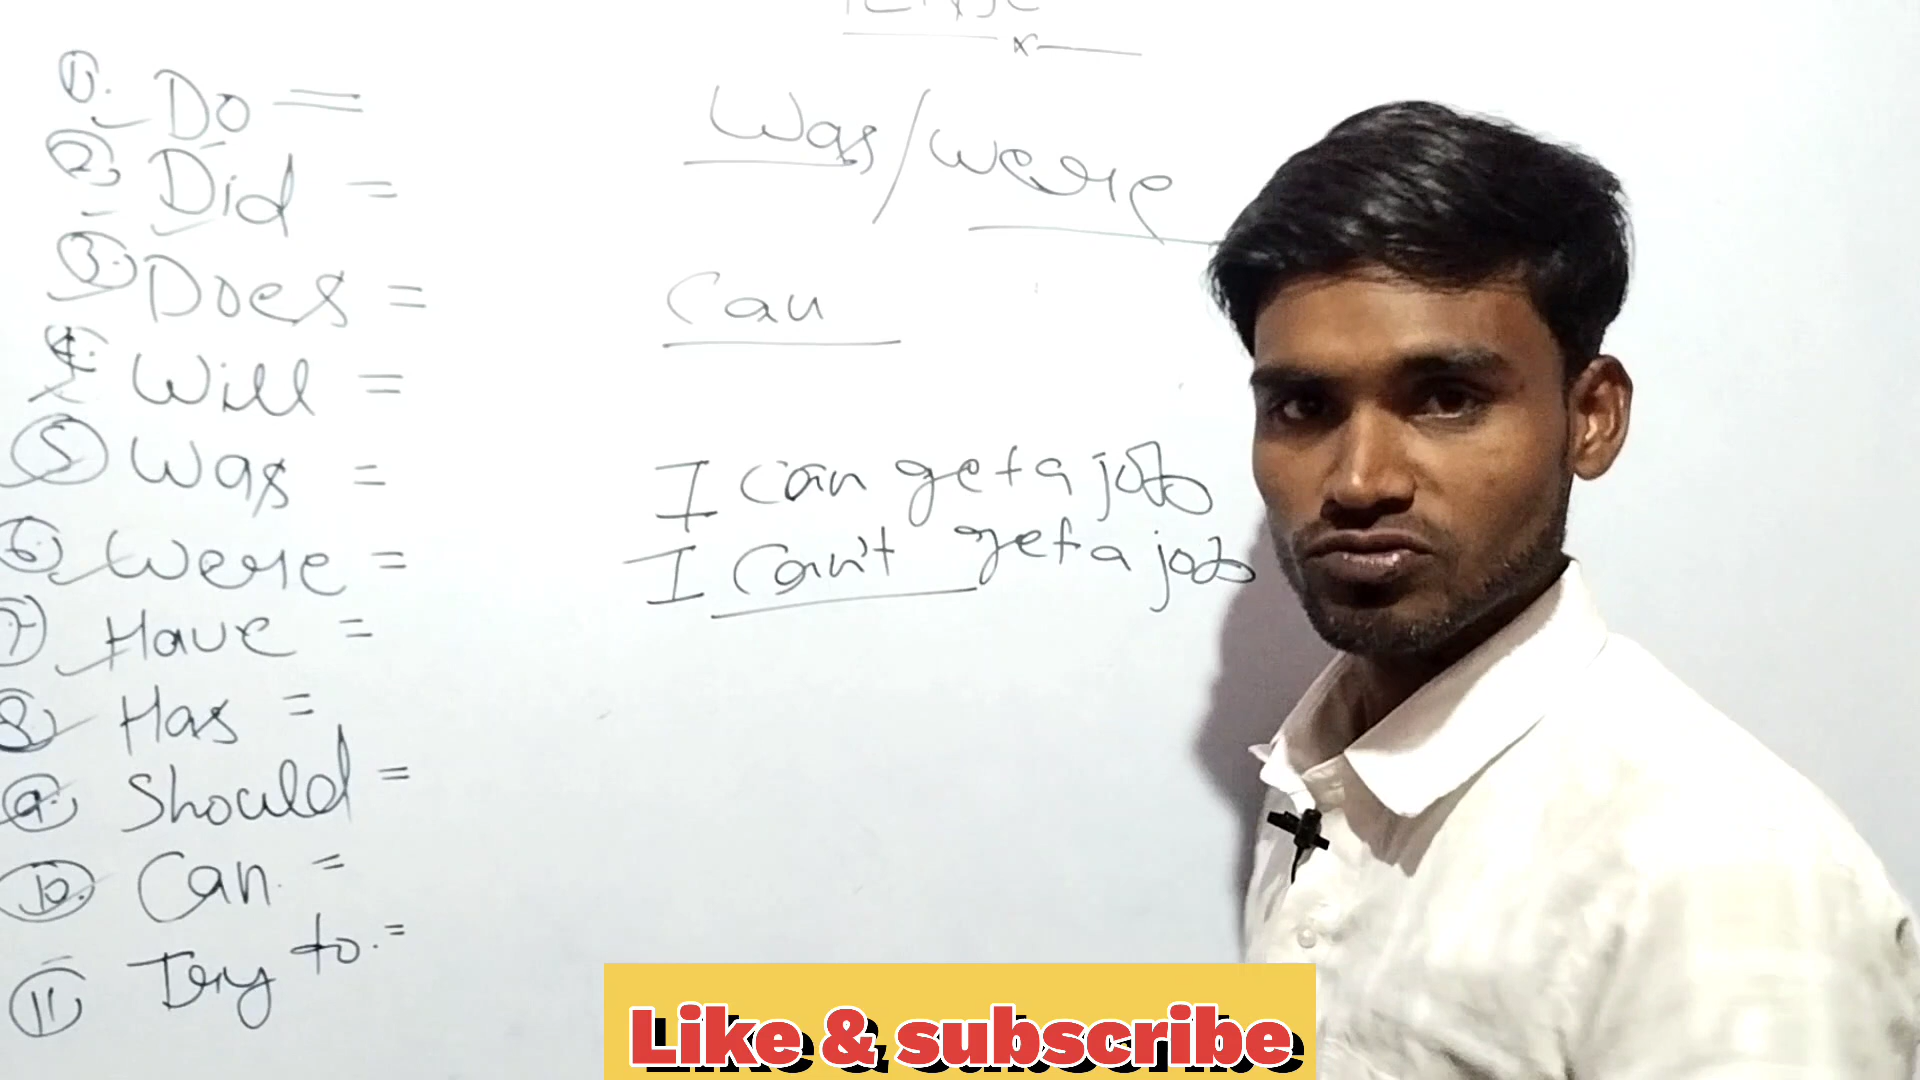 TENSE
x
1. Do =
2. Did =
3. Does =
4. Will =
5 Was =
6. Were =
7 Have =
8 Has =
9. Should =
10. Can. =
11 Try to. =
Was/were
Can
I can get a job
I can't get a job
Like & subscribe